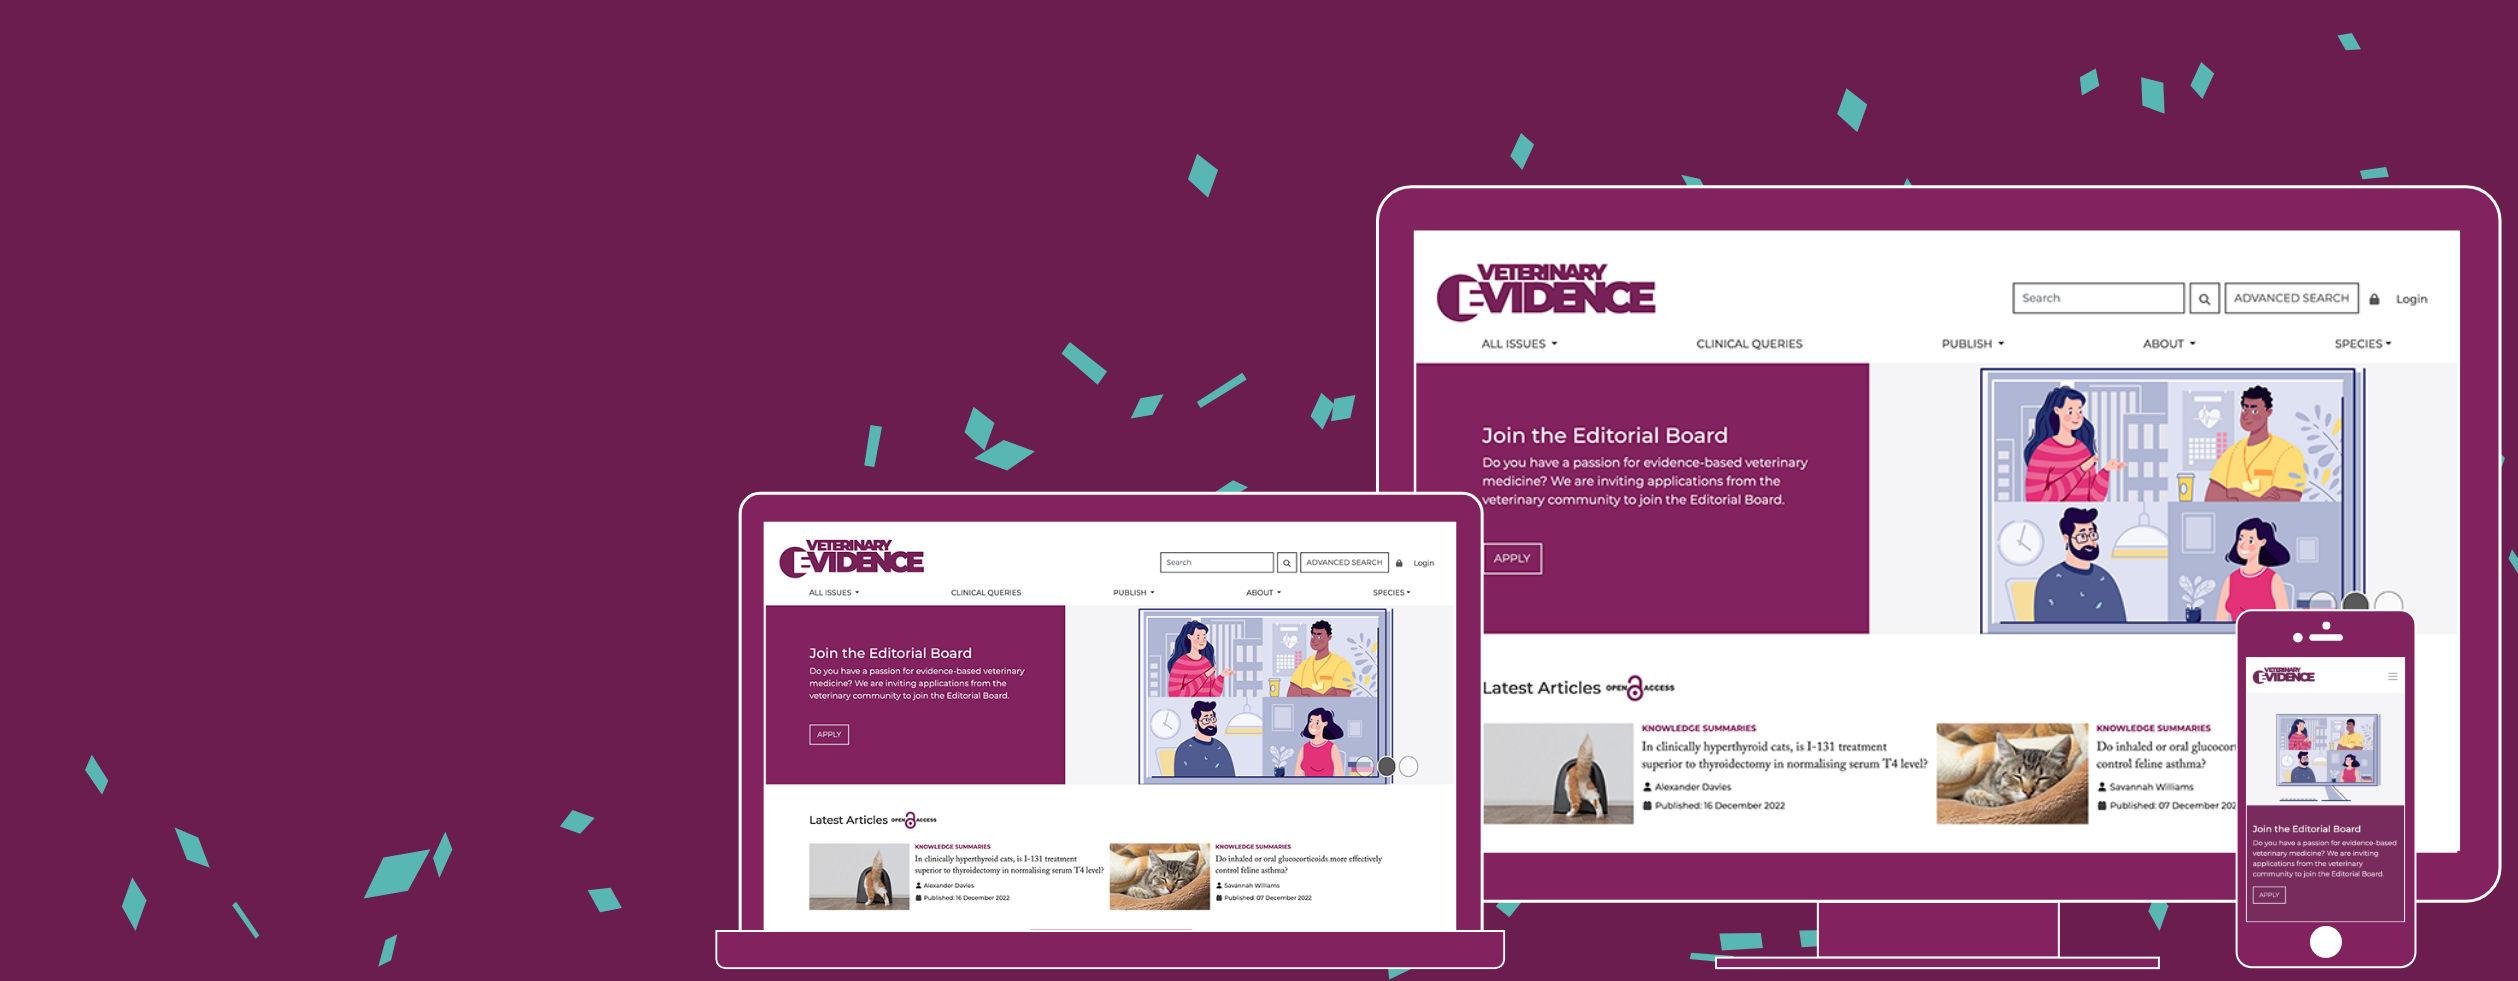 VETERINARY
EVIDENCE
Search
ADVANCED SEARCH
Login
ALL ISSUES
CLINICAL QUERIES
PUBLISH
ABOUT
SPECIES
Join the Editorial Board
Do you have a passion for evidence-based veterinary
medicine? We are inviting applications from the
veterinary community to join the Editorial Board.
APPLY
Latest Articles OPEN ACCESS
KNOWLEDGE SUMMARIES
In clinically hyperthyroid cats, is I-131 treatment
superior to thyroidectomy in normalising serum T4 level?
Alexander Davies
Published: 16 December 2022
KNOWLEDGE SUMMARIES
Do inhaled or oral glucocorticoids more effectively
control feline asthma?
Savannah Williams
Published: 07 December 2022
VETERINARY
EVIDENCE
Search
ADVANCED SEARCH
Login
ALL ISSUES
CLINICAL QUERIES
PUBLISH
ABOUT
SPECIES
Join the Editorial Board
Do you have a passion for evidence-based veterinary
medicine? We are inviting applications from the
veterinary community to join the Editorial Board.
APPLY
Latest Articles OPEN ACCESS
KNOWLEDGE SUMMARIES
In clinically hyperthyroid cats, is I-131 treatment
superior to thyroidectomy in normalising serum T4 level?
Alexander Davies
Published: 16 December 2022
KNOWLEDGE SUMMARIES
Do inhaled or oral glucocor
control feline asthma?
Savannah Williams
Published: 07 December 202
VETERINARY
EVIDENCE
Join the Editorial Board
Do you have a passion for evidence-based
veterinary medicine? We are inviting
applications from the veterinary
community to join the Editorial Board.
APPLY